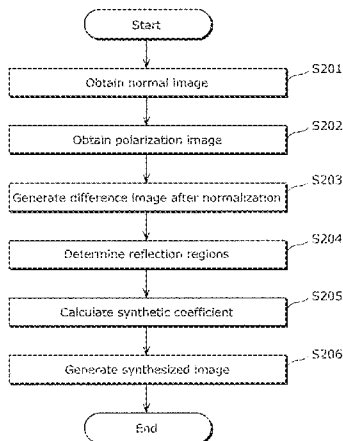 Start
S201
Obtain normal image
S202
Obtain polarization image
S203
Generate difference image after normalization
S204
Determine reflection regions
S205
Calculate synthetic coefficient
S206
Generate synthesized image
End